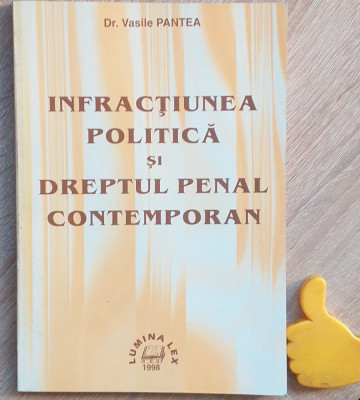 Dr. Vasile PANTEA
INFRACŢIUNEA
POLITICĂ
ŞI
DREPTUL PENAL
CONTEMPORAN
LUMINA LEX
1998